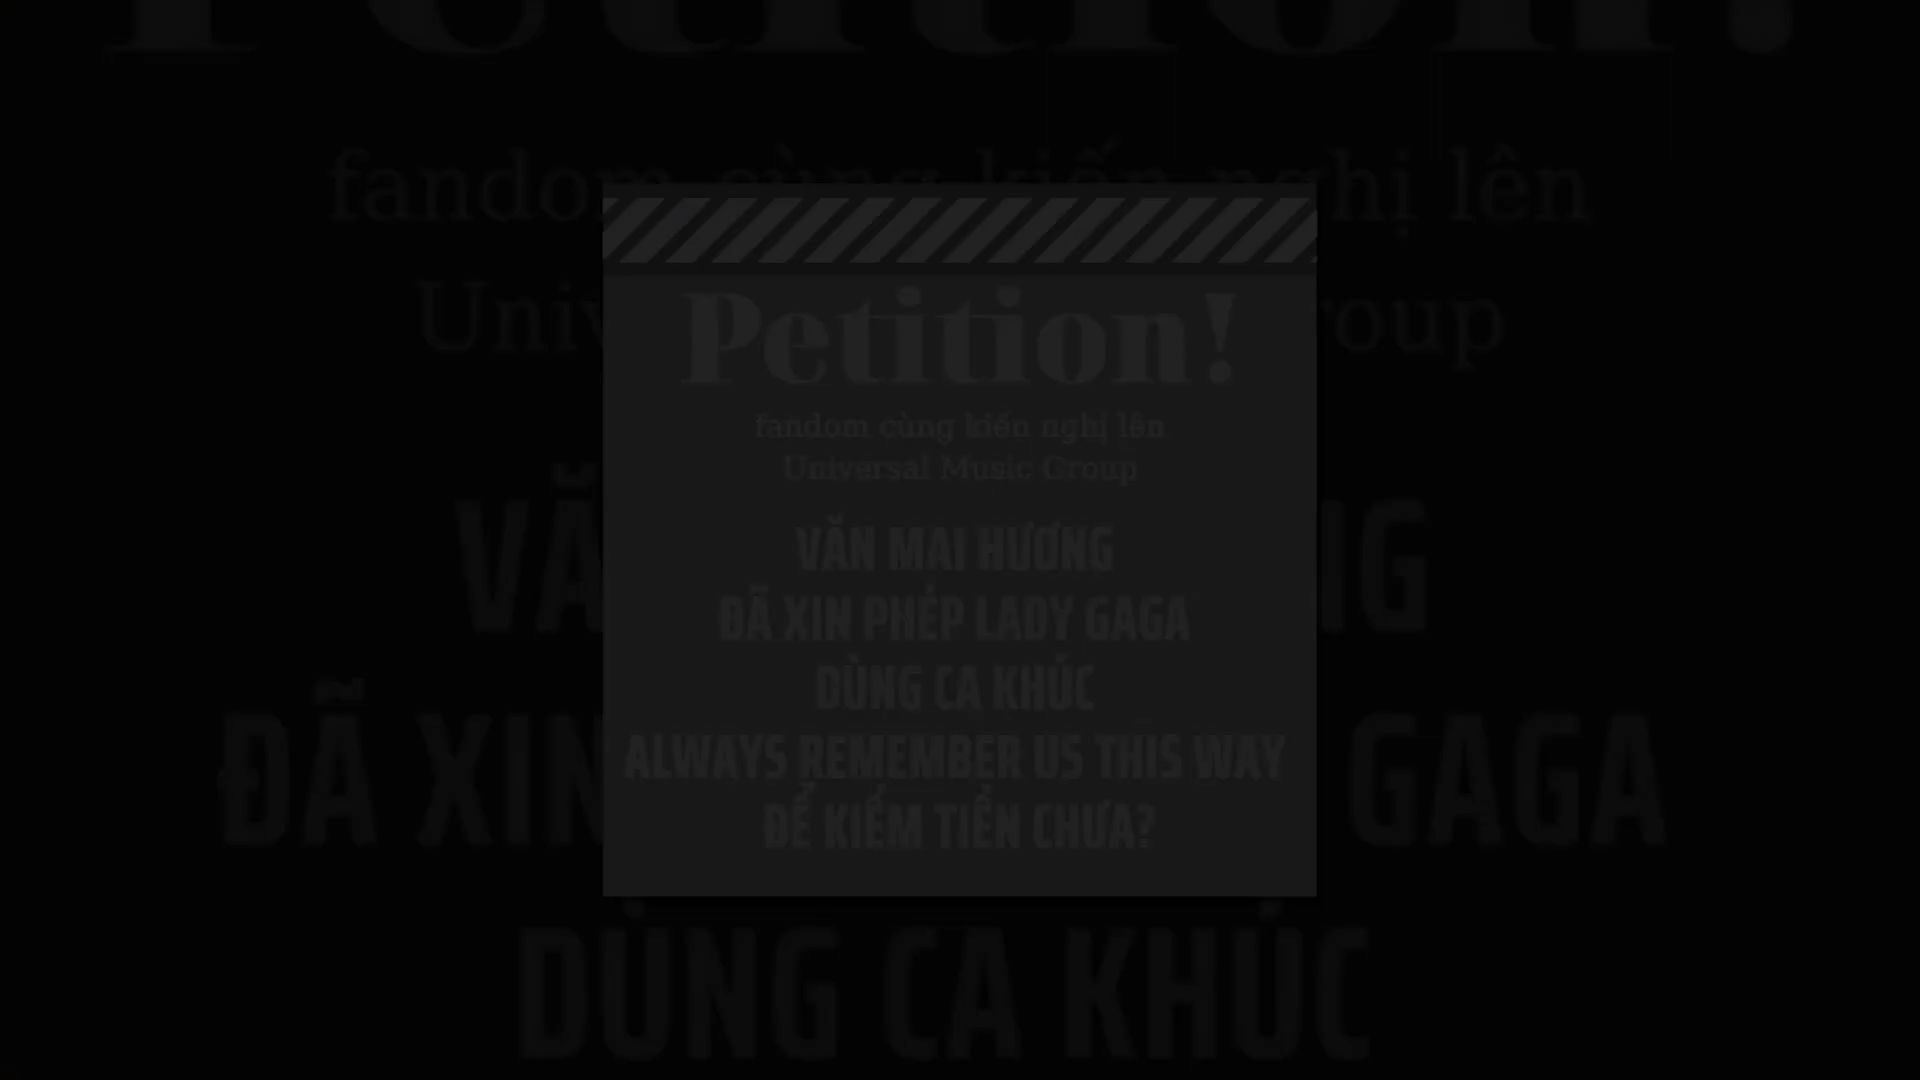 Petition!
fandom cùng kiến nghị lên
Universal Music Group
VĂN MAI HƯƠNG
ĐÃ XIN PHÉP LADY GAGA
DÙNG CA KHÚC
ALWAYS REMEMBER US THIS WAY
ĐỂ KIẾM TIỀN CHƯA?